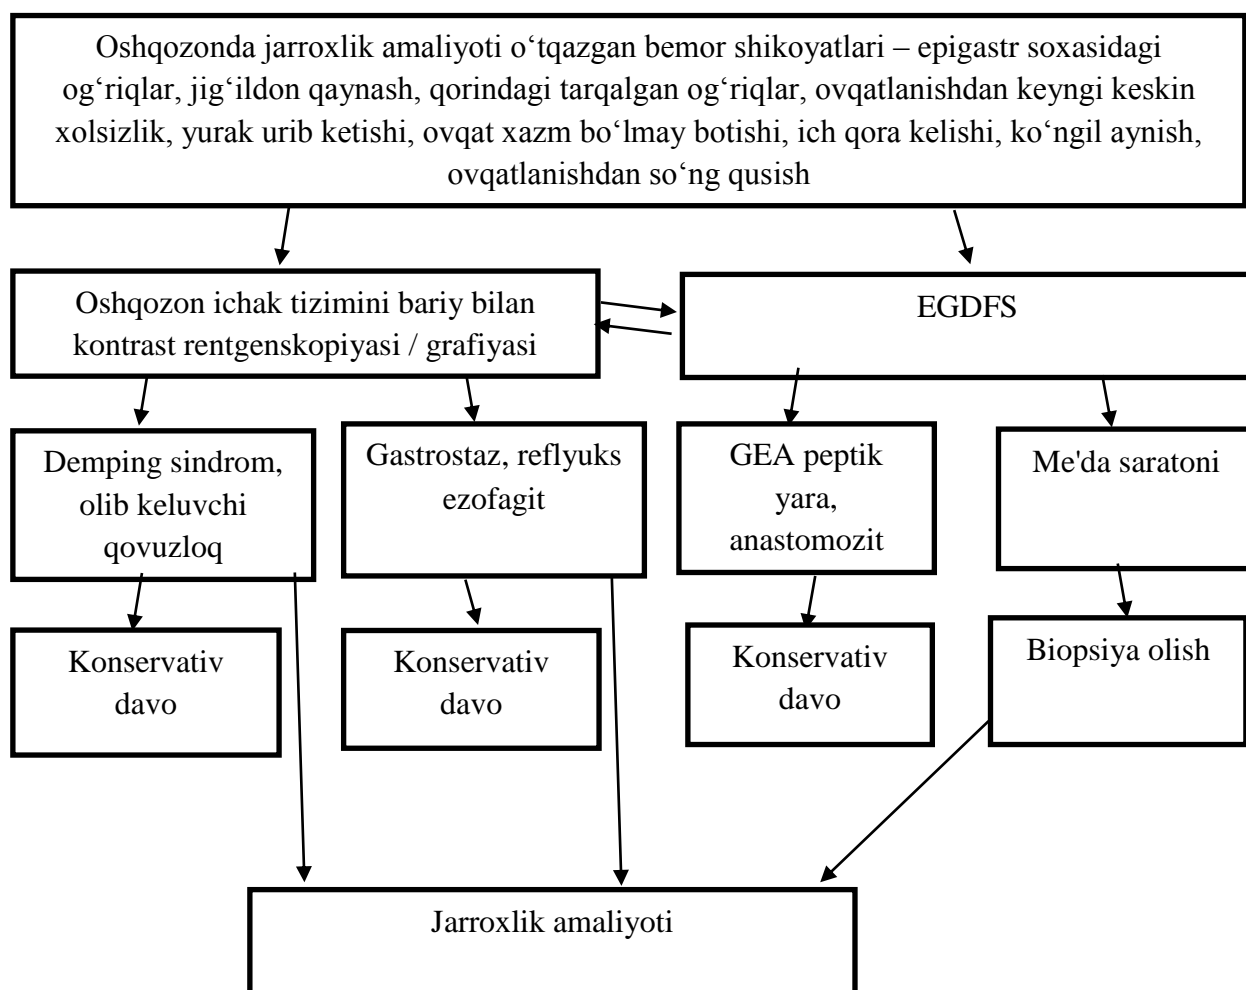 Oshqozonda jarroxlik amaliyoti o‘tqazgan bemor shikoyatlari – epigastr soxasidagi
og‘riqlar, jig‘ildon qaynash, qorindagi tarqalgan og‘riqlar, ovqatlanishdan keyngi keskin
xolsizlik, yurak urib ketishi, ovqat xazm bo‘lmay botishi, ich qora kelishi, ko‘ngil aynish,
ovqatlanishdan so‘ng qusish
Oshqozon ichak tizimini bariy bilan
kontrast rentgenskopiyasi / grafiyasi
EGDFS
Demping sindrom,
olib keluvchi
qovuzloq
Gastrostaz, reflyuks
ezofagit
GEA peptik
yara,
anastomozit
Me'da saratoni
Konservativ
davo
Konservativ
davo
Konservativ
davo
Biopsiya olish
Jarroxlik amaliyoti